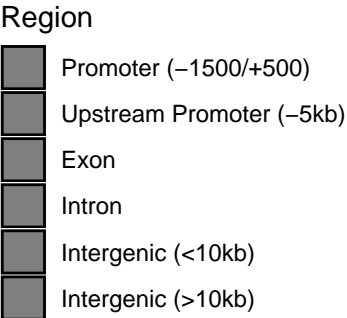 Region
Promoter (−1500/+500)
Upstream Promoter (−5kb)
Exon
Intron
Intergenic (<10kb)
Intergenic (>10kb)